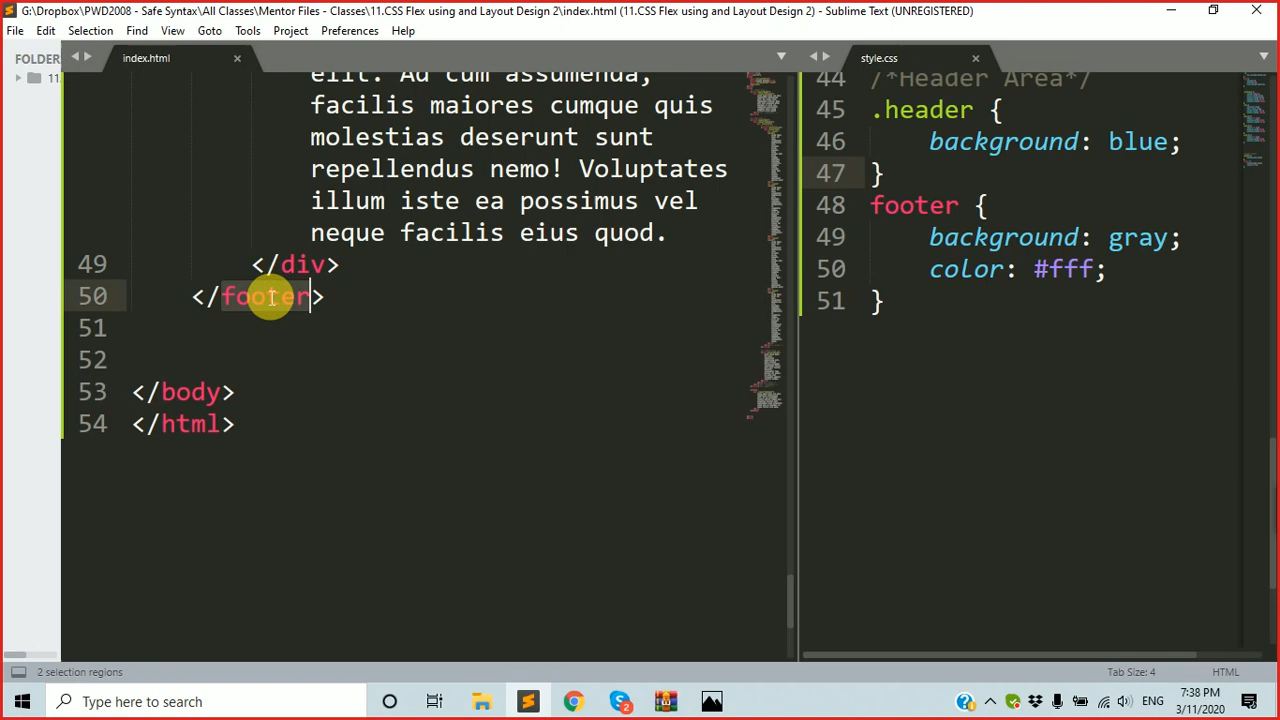 G:\Dropbox\PWD2008 - Safe Syntax\All Classes\Mentor Files - Classes\11.CSS Flex using and Layout Design 2\index.html (11.CSS Flex using and Layout Design 2) - Sublime Text (UNREGISTERED)
File Edit Selection Find View Goto Tools Project Preferences Help
FOLDERS
11.
index.html
elit. Ad cum assumenda,
facilis maiores cumque quis
molestias deserunt sunt
repellendus nemo! Voluptates
illum iste ea possimus vel
neque facilis eius quod.
49 </div>
50 </footer>
51
52
53 </body>
54 </html>
style.css
44 /*Header Area*/
45 .header {
46 background: blue;
47 }
48 footer {
49 background: gray;
50 color: #fff;
51 }
2 selection regions
Tab Size: 4
HTML
Type here to search
2
ENG
7:38 PM
3/11/2020